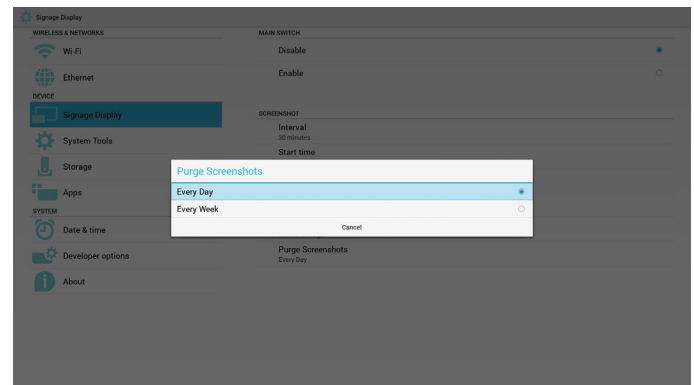 Signage Display
WIRELESS & NETWORKS
Wi-Fi
Ethernet
DEVICE
Signage Display
System Tools
Storage
Apps
SYSTEM
Date & time
Developer options
About
MAIN SWITCH
Disable
Enable
SCREENSHOT
Interval
30 minutes
Start time
Purge Screenshots
Every Day
Every Week
Cancel
Purge Screenshots
Every Day